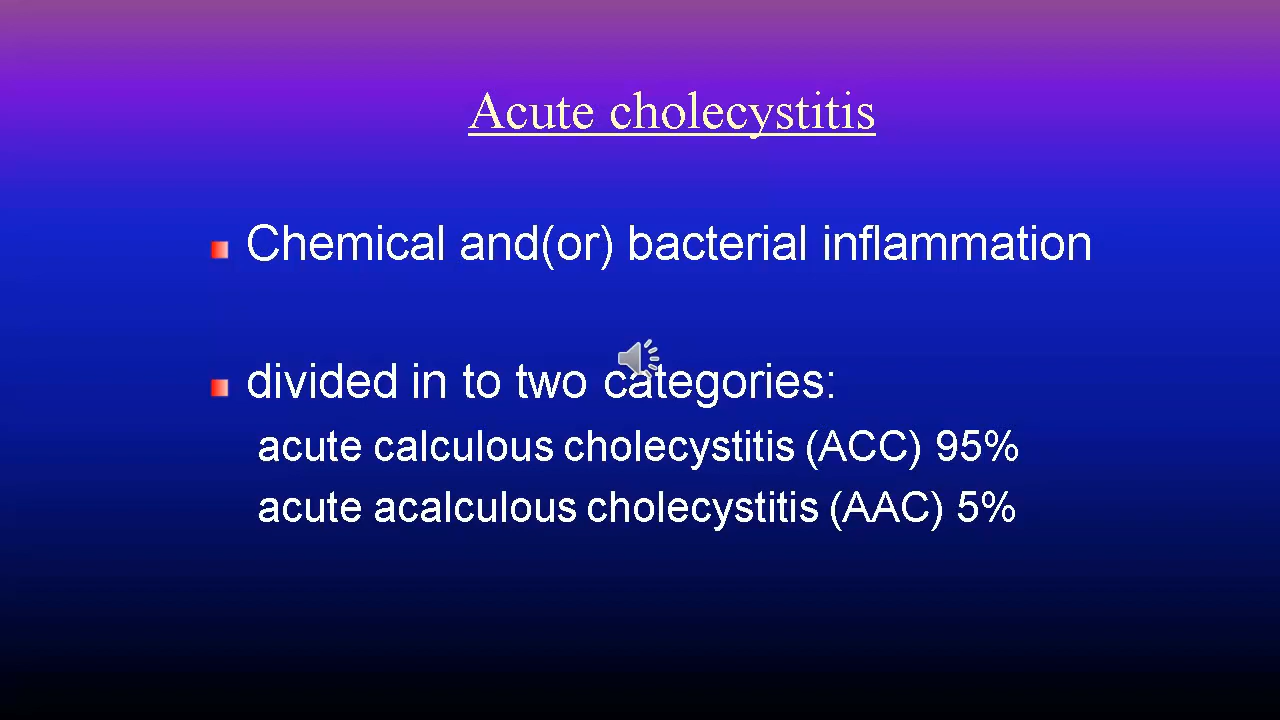 Acute cholecystitis
Chemical and(or) bacterial inflammation
divided in to two categories:
acute calculous cholecystitis (ACC) 95%
acute acalculous cholecystitis (AAC) 5%